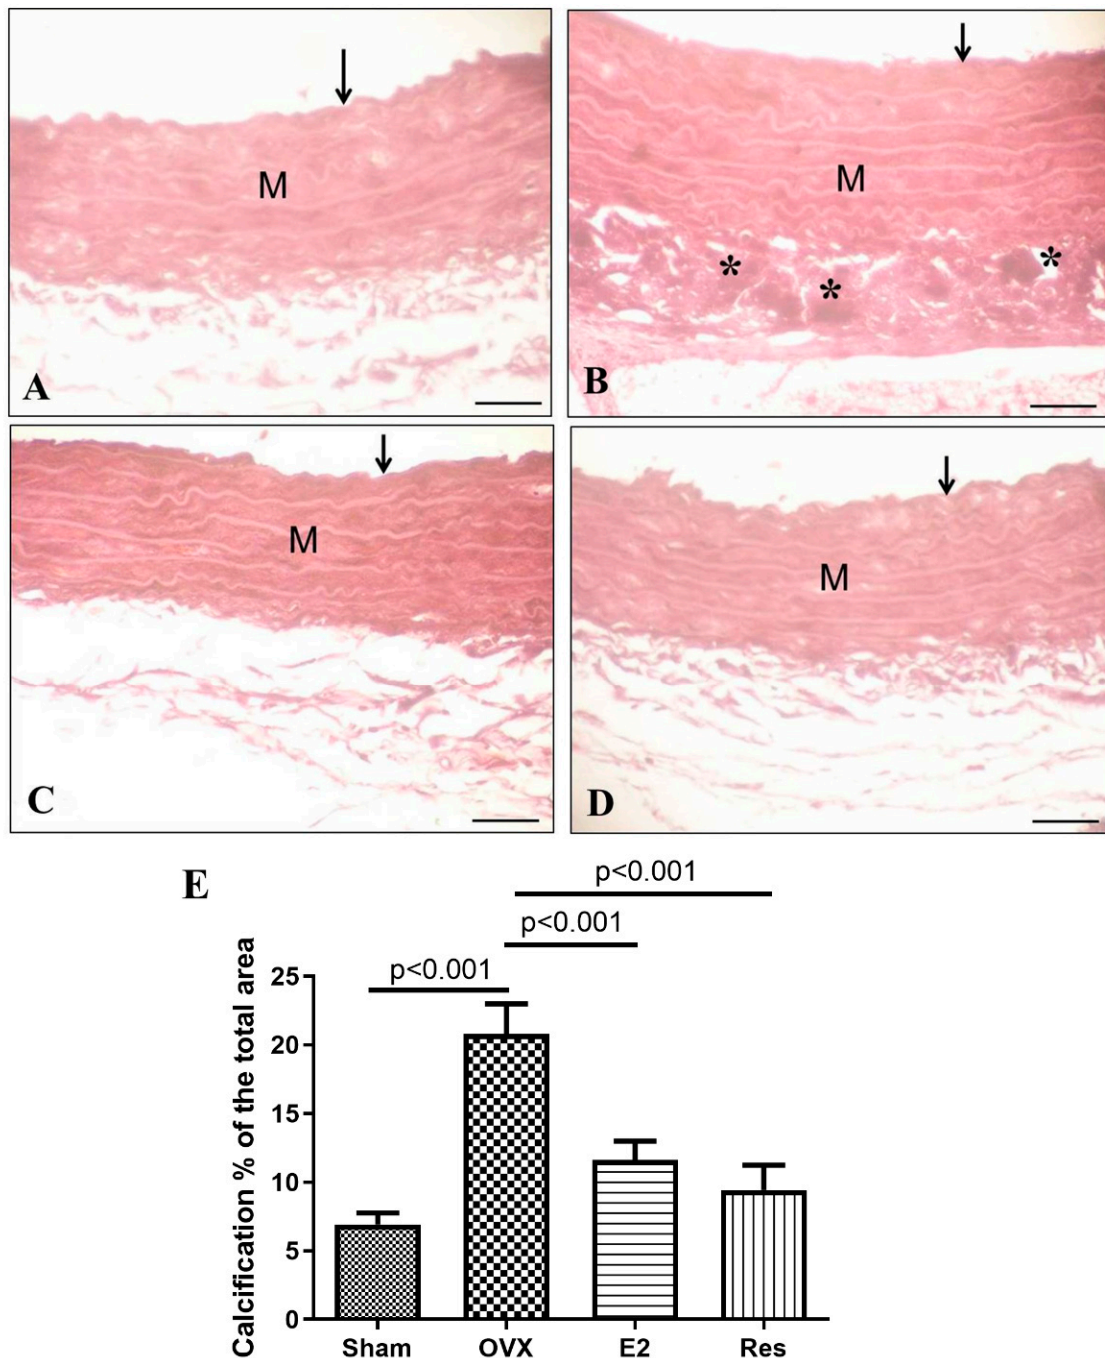 M
A
M
* * *
B
M
C
M
D
E
p<0.001
p<0.001
p<0.001
Calcification % of the total area
25
20
15
10
5
0
Sham OVX E2 Res